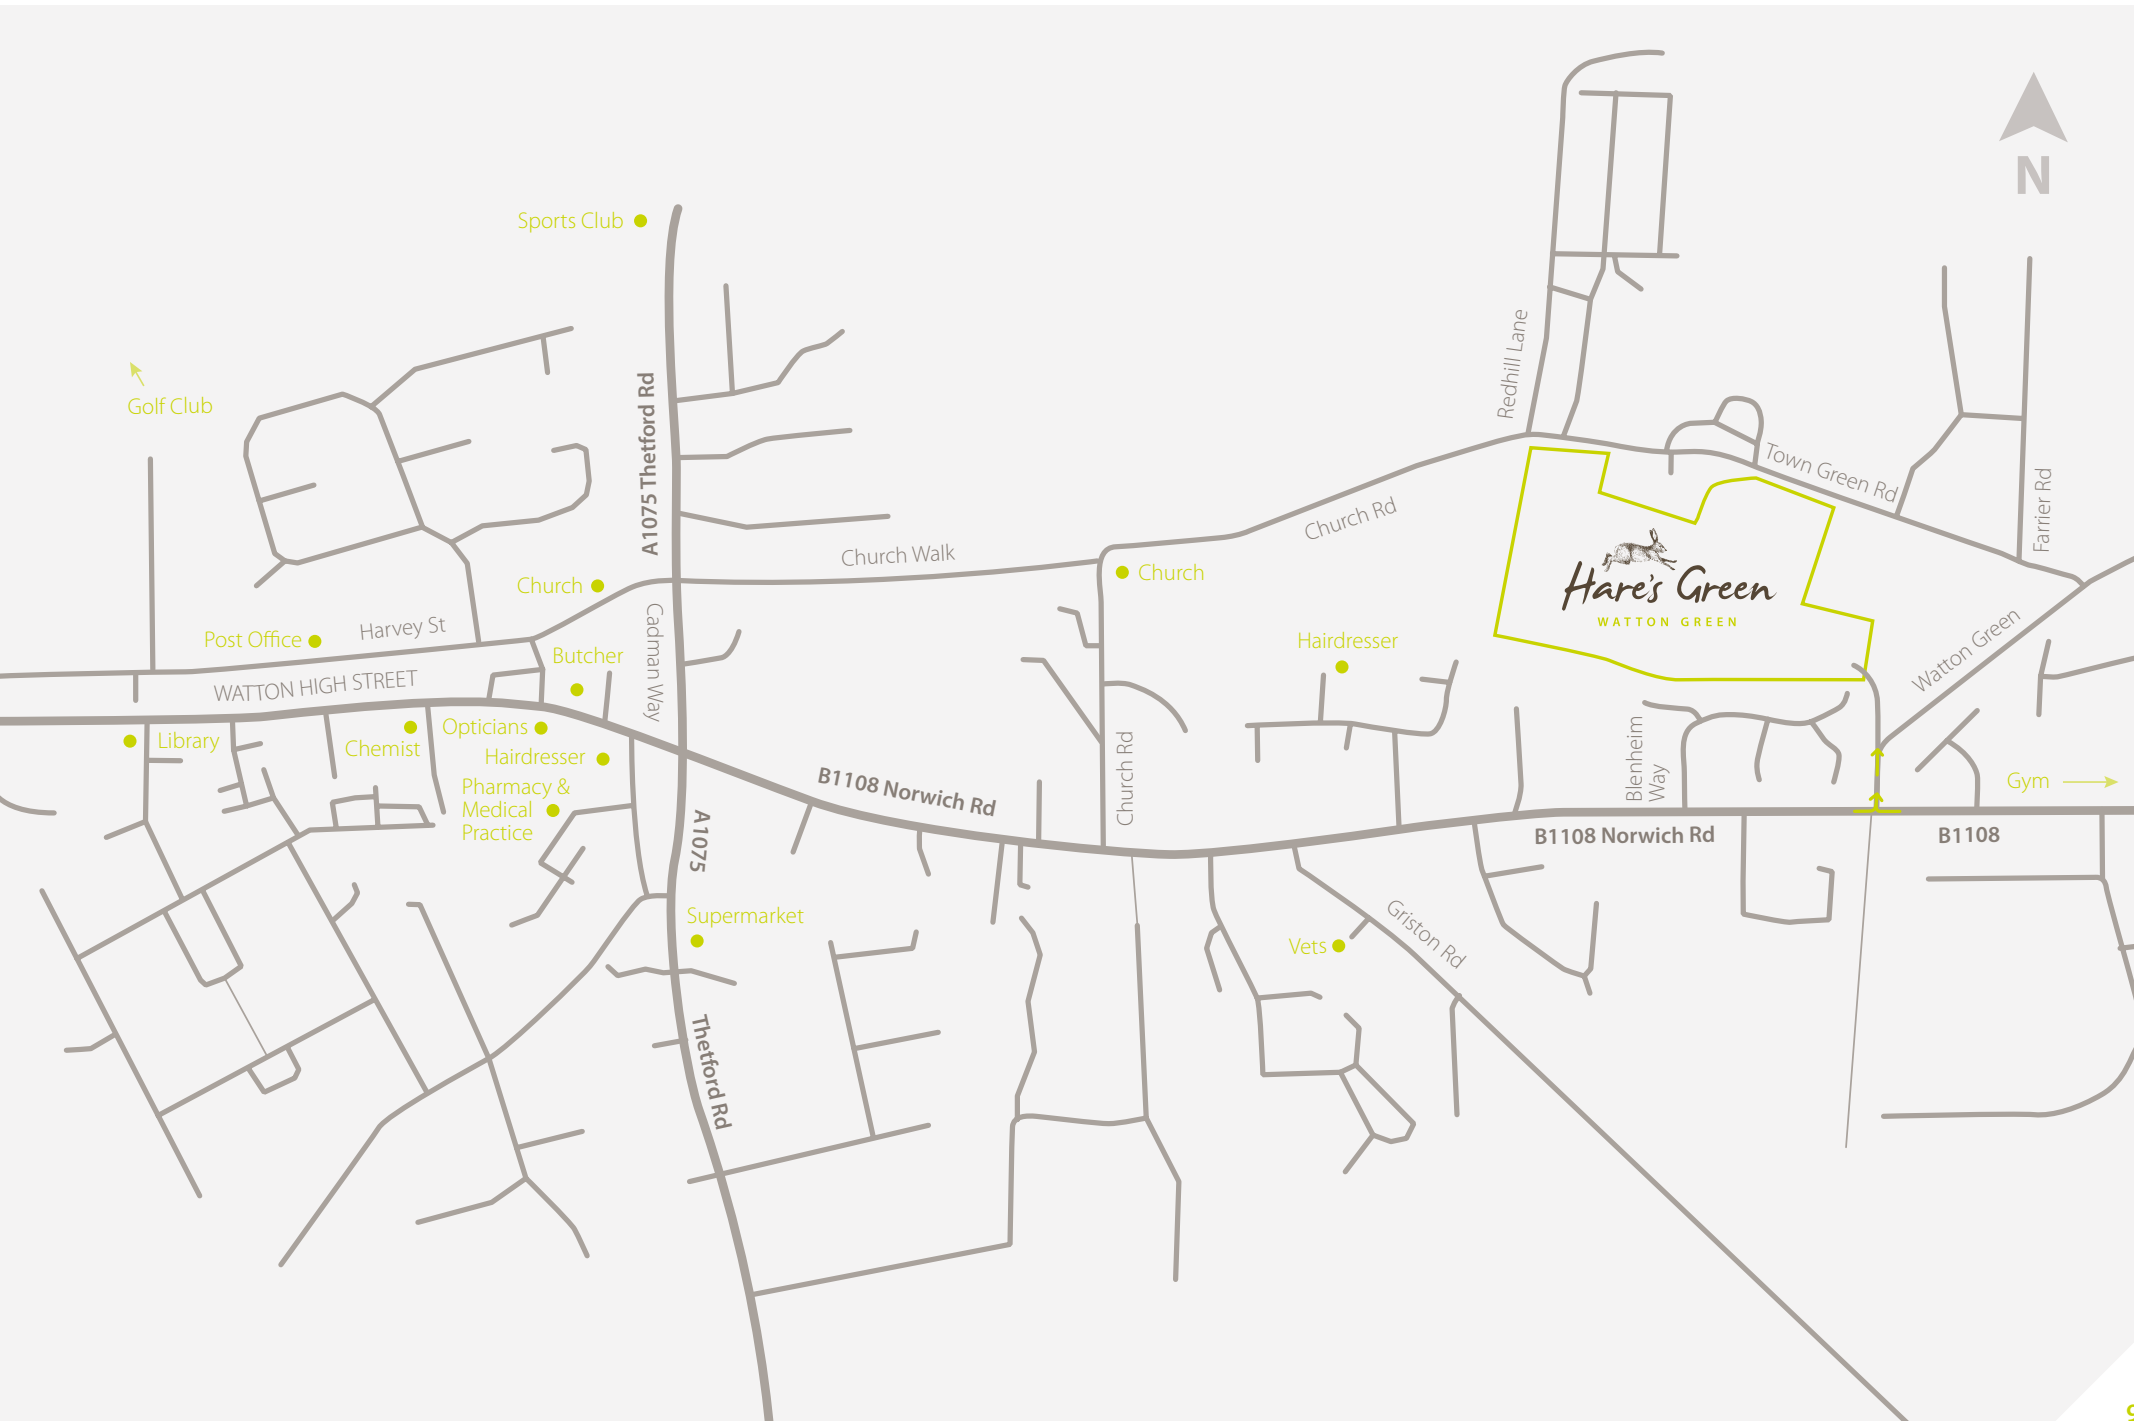 N
Sports Club
Redhill Lane
Golf Club
A1075 Thetford Rd
Town Green Rd
Farrier Rd
Church Rd
Church Walk
Church
Church
Hare's Green
WATTON GREEN
Harvey St
Post Office
Cadman Way
Butcher
Hairdresser
Watton Green
WATTON HIGH STREET
Library
Chemist
Opticians
Hairdresser
Pharmacy &
Medical
Practice
B1108 Norwich Rd
Church Rd
Blenheim
Way
Gym
A1075
B1108 Norwich Rd
B1108
Supermarket
Vets
Griston Rd
Thetford Rd